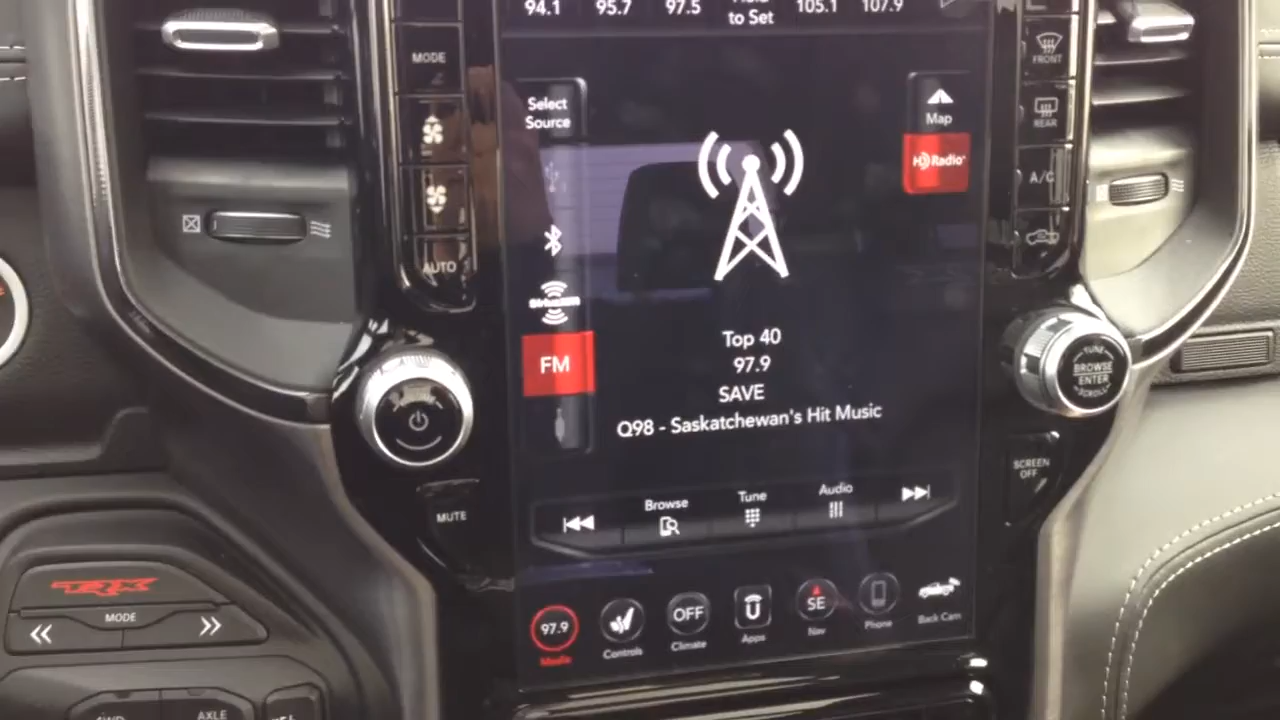 94.1 95.7 97.5 to Set 105.1 107.9
MODE
FRONT
Select
Source
Map
REAR
HD Radio
A/C
AUTO
SiriusXM
FM
Top 40
97.9
SAVE
Q98 - Saskatchewan's Hit Music
TUNE
BROWSE
ENTER
SCROLL
SCREEN
OFF
MUTE
Browse Tune Audio
TRX
MODE
97.9 OFF SE
Media Controls Climate Apps Nav Phone Back Cam
AXLE